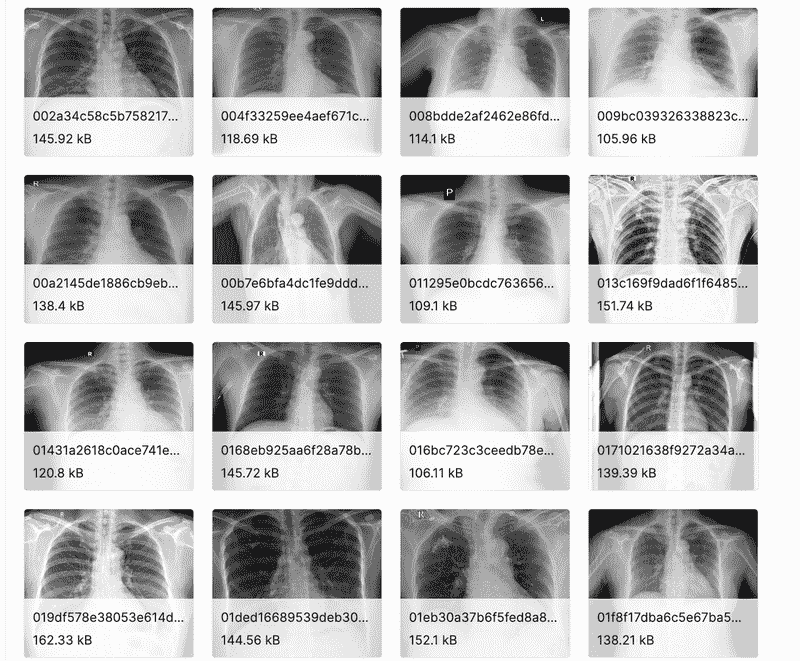 002a34c58c5b758217...
145.92 kB
004f33259ee4aef671c...
118.69 kB
008bdde2af2462e86fd...
114.1 kB
009bc039326338823c...
105.96 kB
00a2145de1886cb9eb...
138.4 kB
00b7e6bfa4dc1fe9ddd...
145.97 kB
P
011295e0bcdc763656...
109.1 kB
R
013c169f9dad6f1f6485...
151.74 kB
R
01431a2618c0ace741e...
120.8 kB
0168eb925aa6f28a78b...
145.72 kB
016bc723c3ceedb78e...
106.11 kB
R
0171021638f9272a34a...
139.39 kB
019df578e38053e614d...
162.33 kB
01ded16689539deb30...
144.56 kB
R
01eb30a37b6f5fed8a8...
152.1 kB
01f8f17dba6c5e67ba5...
138.21 kB